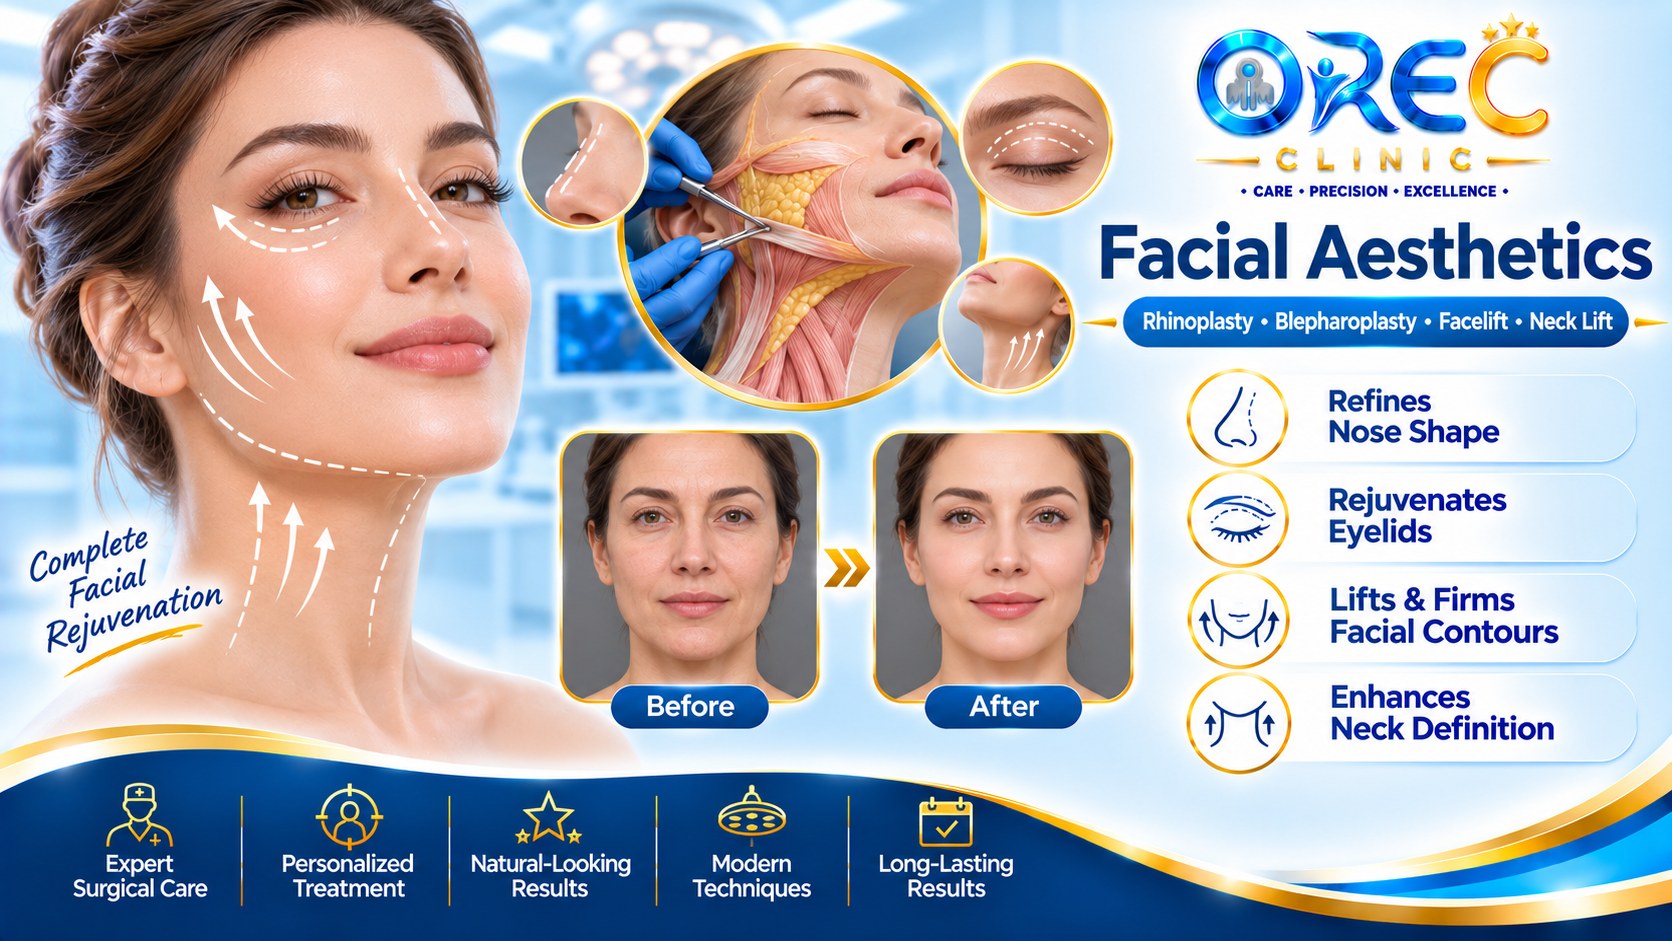 OREC
CLINIC
• CARE • PRECISION • EXCELLENCE •
Facial Aesthetics
Rhinoplasty • Blepharoplasty • Facelift • Neck Lift
Refines
Nose Shape
Rejuvenates
Eyelids
Lifts & Firms
Facial Contours
Enhances
Neck Definition
Complete
Facial
Rejuvenation
Before
After
Expert
Surgical Care
Personalized
Treatment
Natural-Looking
Results
Modern
Techniques
Long-Lasting
Results